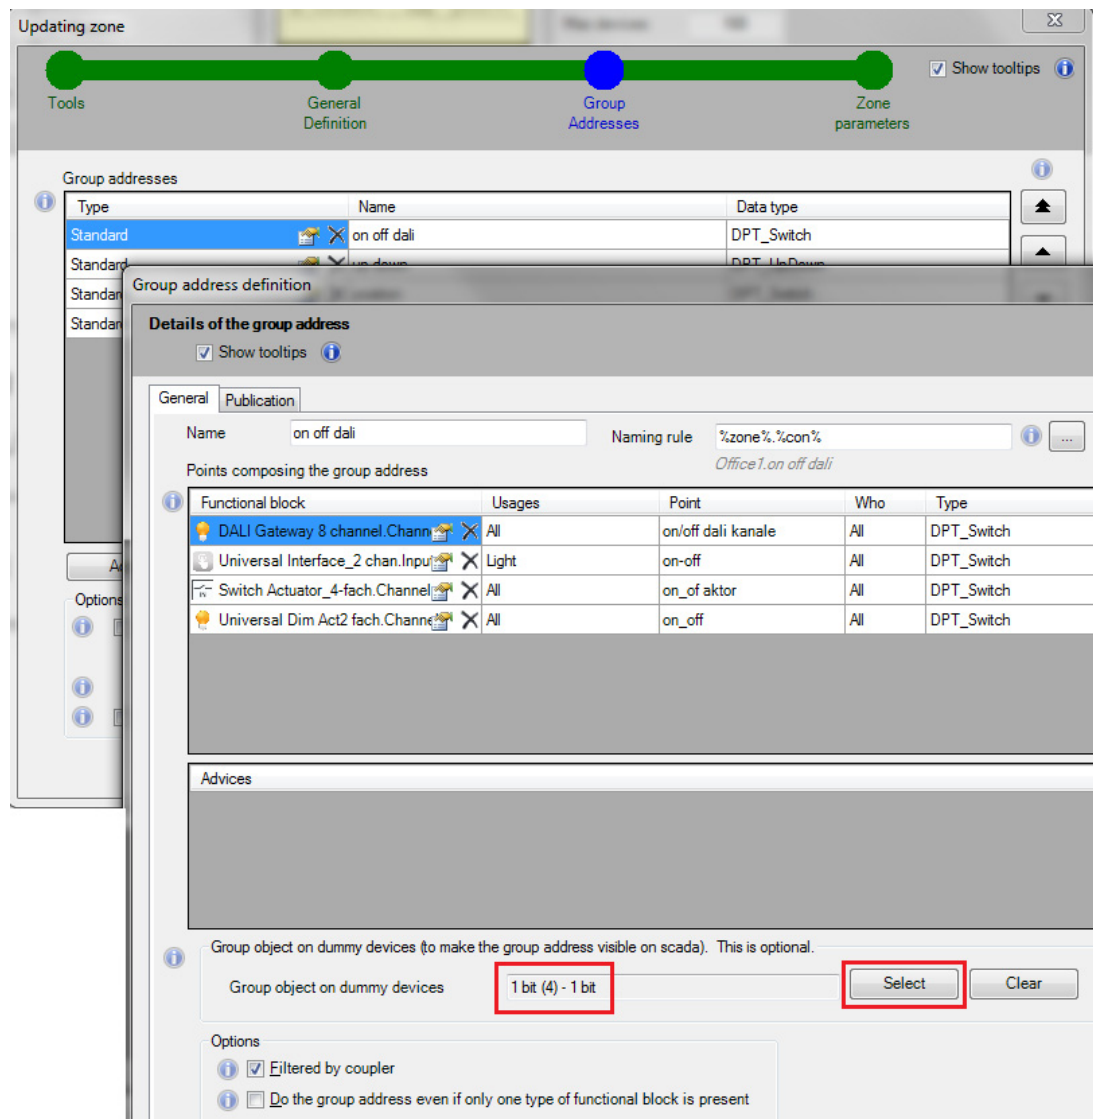 Updating zone
Show tooltips
Tools
General Definition
Group Addresses
Zone parameters
Group addresses
Type Name Data type
Standard on off dali DPT_Switch
Standard up down DPT_UpDown
Standar
Standar
Group address definition
Details of the group address
Show tooltips
General Publication
Name on off dali Naming rule %zone%.%con% ...
Office1.on off dali
Points composing the group address
Functional block Usages Point Who Type
DALI Gateway 8 channel.Chann All on/off dali kanale All DPT_Switch
Universal Interface_2 chan.Inpu Light on-off All DPT_Switch
Switch Actuator_4-fach.Channel All on_of aktor All DPT_Switch
Universal Dim Act2 fach.Channe All on_off All DPT_Switch
Options
Advices
Group object on dummy devices (to make the group address visible on scada). This is optional.
Group object on dummy devices 1 bit (4) - 1 bit Select Clear
Options
Filtered by coupler
Do the group address even if only one type of functional block is present